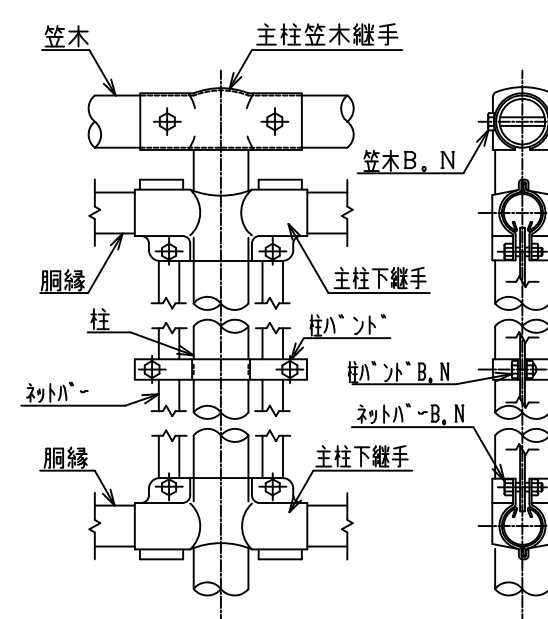 笠木
主柱笠木継手
笠木B.N
胴縁
主柱下継手
柱
柱バンド
柱バンドB.N
ネットバー
ネットバーB.N
胴縁
主柱下継手